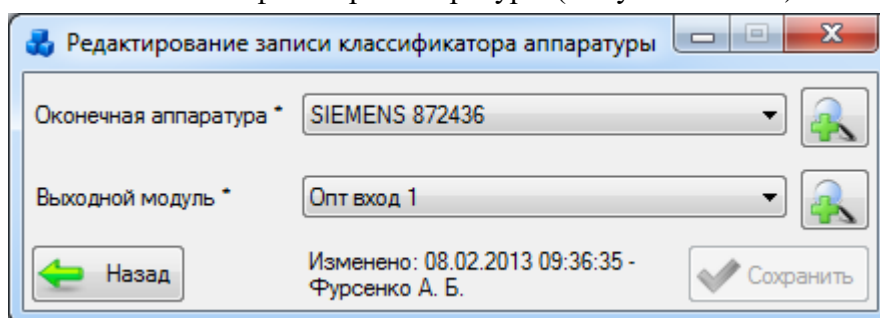 Редактирование записи классификатора аппаратуры
Оконечная аппаратура * SIEMENS 872436
Выходной модуль * Опт вход 1
Назад
Изменено: 08.02.2013 09:36:35 -
Фурсенко А. Б.
Сохранить